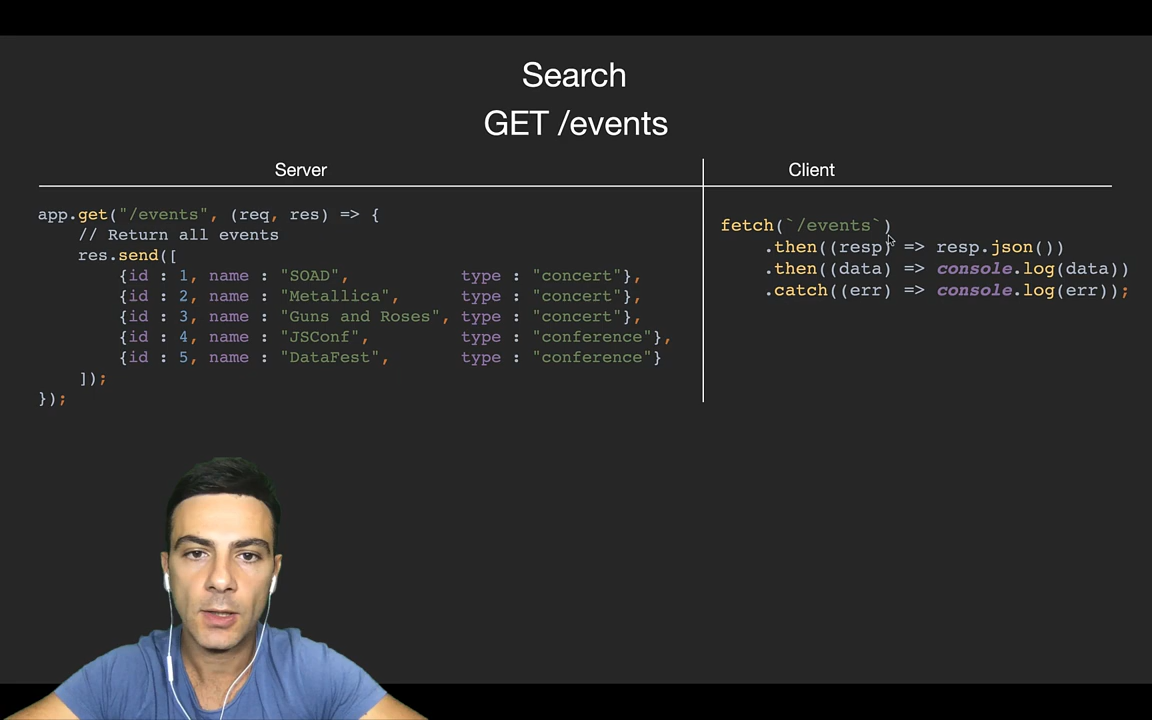 Search
GET /events
Server
app.get("/events", (req, res) => {
// Return all events
res.send([
{id : 1, name : "SOAD", type : "concert"},
{id : 2, name : "Metallica", type : "concert"},
{id : 3, name : "Guns and Roses", type : "concert"},
{id : 4, name : "JSConf", type : "conference"},
{id : 5, name : "DataFest", type : "conference"}
]);
});
Client
fetch(`/events`)
.then((resp) => resp.json())
.then((data) => console.log(data))
.catch((err) => console.log(err));